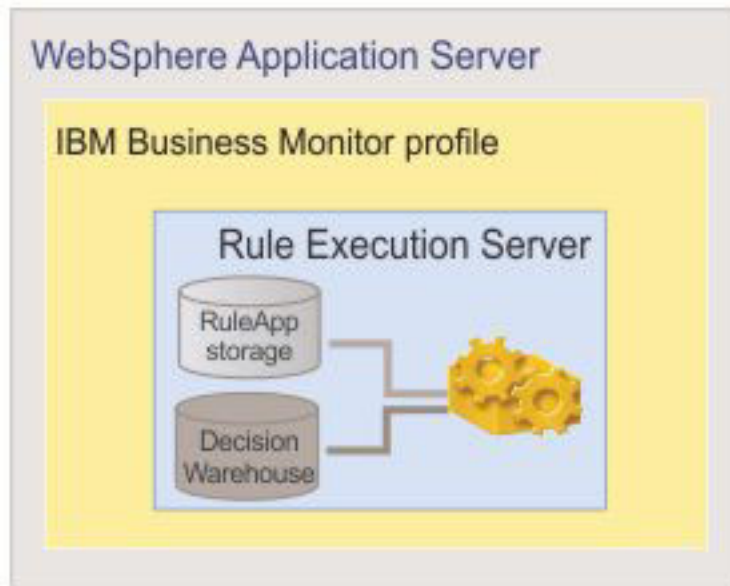 WebSphere Application Server
IBM Business Monitor profile
Rule Execution Server
RuleApp
storage
Decision
Warehouse